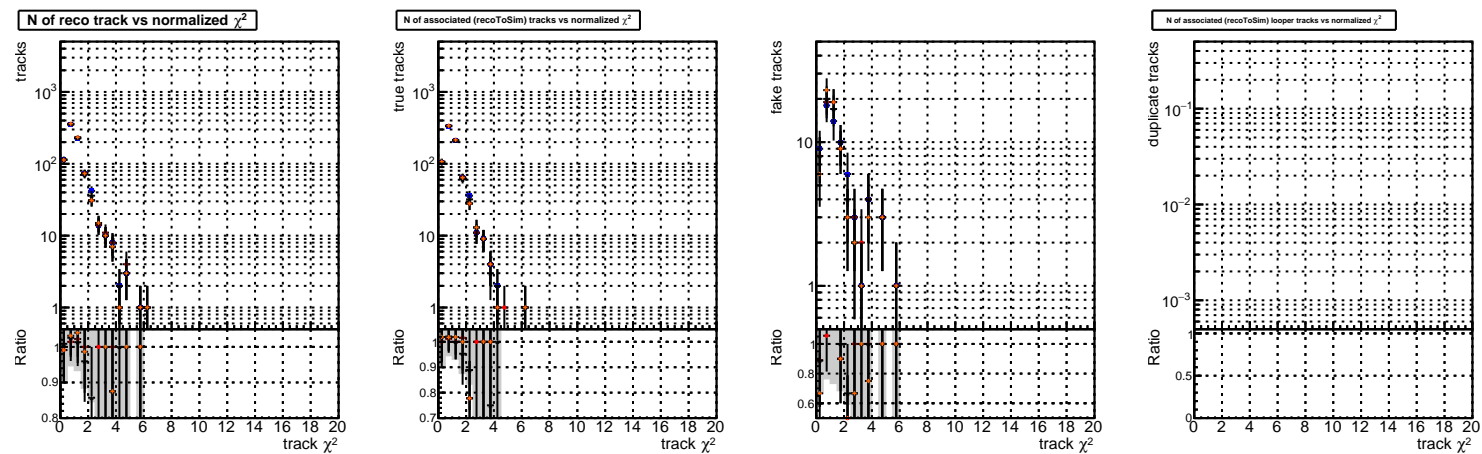 N of reco track vs normalized χ²
tracks
10³
10²
10
1
Ratio
1
0.9
0.8
0 2 4 6 8 10 12 14 16 18 20
track χ²
N of associated (recoToSim) tracks vs normalized χ²
true tracks
10³
10²
10
1
Ratio
1
0.9
0.8
0.7
0 2 4 6 8 10 12 14 16 18 20
track χ²
fake tracks
10
1
Ratio
1
0.8
0.6
0 2 4 6 8 10 12 14 16 18 20
track χ²
N of associated (recoToSim) looper tracks vs normalized χ²
duplicate tracks
10⁻¹
10⁻²
10⁻³
Ratio
1
0.5
0
0 2 4 6 8 10 12 14 16 18 20
track χ²